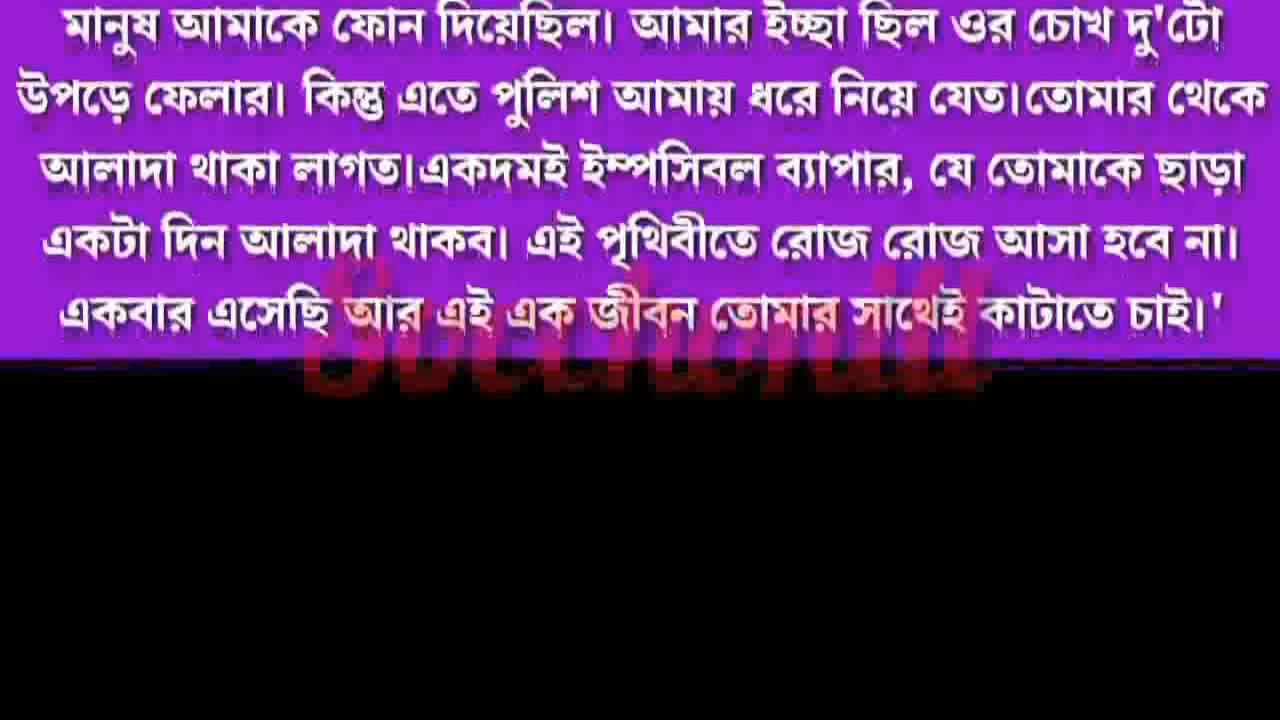 মানুষ আমাকে ফোন দিয়েছিল। আমার ইচ্ছা ছিল ওর চোখ দু'টো
উপড়ে ফেলার। কিন্তু এতে পুলিশ আমায় ধরে নিয়ে যেত।তোমার থেকে
আলাদা থাকা লাগত।একদমই ইম্পসিবল ব্যাপার, যে তোমাকে ছাড়া
একটা দিন আলাদা থাকব। এই পৃথিবীতে রোজ রোজ আসা হবে না।
একবার এসেছি আর এই এক জীবন তোমার সাথেই কাটাতে চাই।'